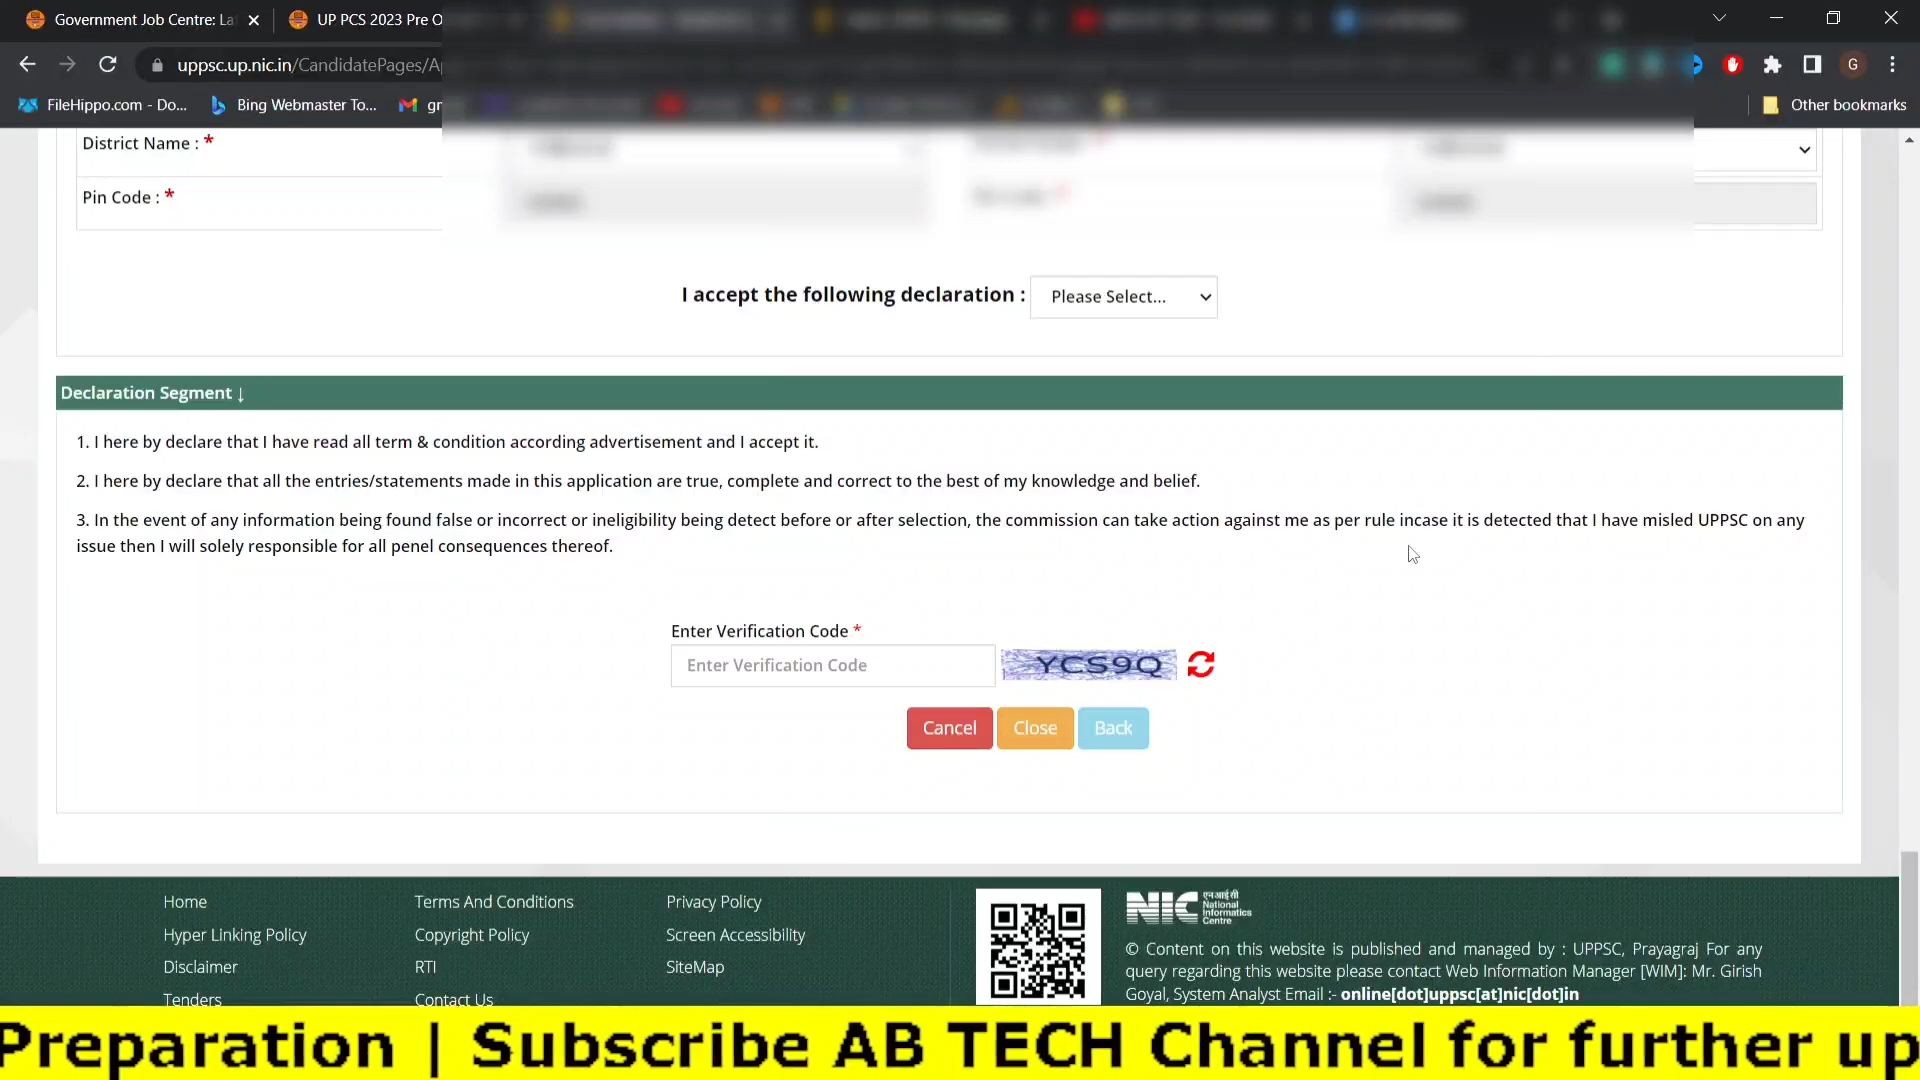 Government Job Centre: La
UP PCS 2023 Pre O
uppsc.up.nic.in/CandidatePages/A
G
FileHippo.com - Do...
Bing Webmaster To...
Other bookmarks
District Name : *
Pin Code : *
I accept the following declaration : Please Select...
Declaration Segment ↓
1. I here by declare that I have read all term & condition according advertisement and I accept it.
2. I here by declare that all the entries/statements made in this application are true, complete and correct to the best of my knowledge and belief.
3. In the event of any information being found false or incorrect or ineligibility being detect before or after selection, the commission can take action against me as per rule incase it is detected that I have misled UPPSC on any
issue then I will solely responsible for all penel consequences thereof.
Enter Verification Code *
Enter Verification Code YCS9Q
Cancel Close Back
Home Terms And Conditions Privacy Policy
Hyper Linking Policy Copyright Policy Screen Accessibility
Disclaimer RTI SiteMap
Tenders Contact Us
NIC एन आई सी
National
Informatics
Centre
© Content on this website is published and managed by : UPPSC, Prayagraj For any
query regarding this website please contact Web Information Manager [WIM]: Mr. Girish
Goyal, System Analyst Email :- online[dot]uppsc[at]nic[dot]in
Preparation | Subscribe AB TECH Channel for further up